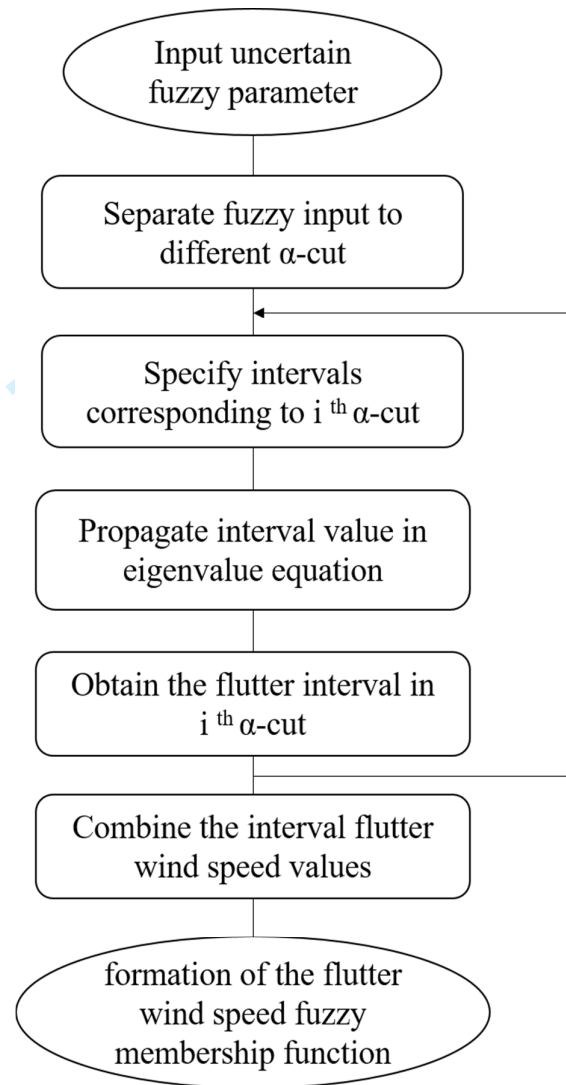 Input uncertain
fuzzy parameter
Separate fuzzy input to
different α-cut
Specify intervals
corresponding to i th α-cut
Propagate interval value in
eigenvalue equation
Obtain the flutter interval in
i th α-cut
Combine the interval flutter
wind speed values
formation of the flutter
wind speed fuzzy
membership function